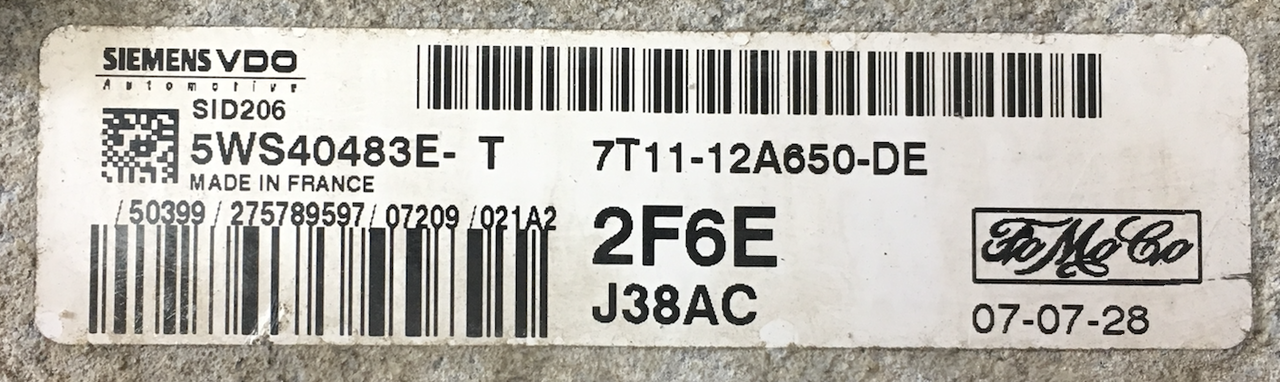 SIEMENS VDO
Automotive
SID206
5WS40483E- T 7T11-12A650-DE
MADE IN FRANCE
/50399/275789597/07209/021A2
2F6E
J38AC
FoMoCo
07-07-28